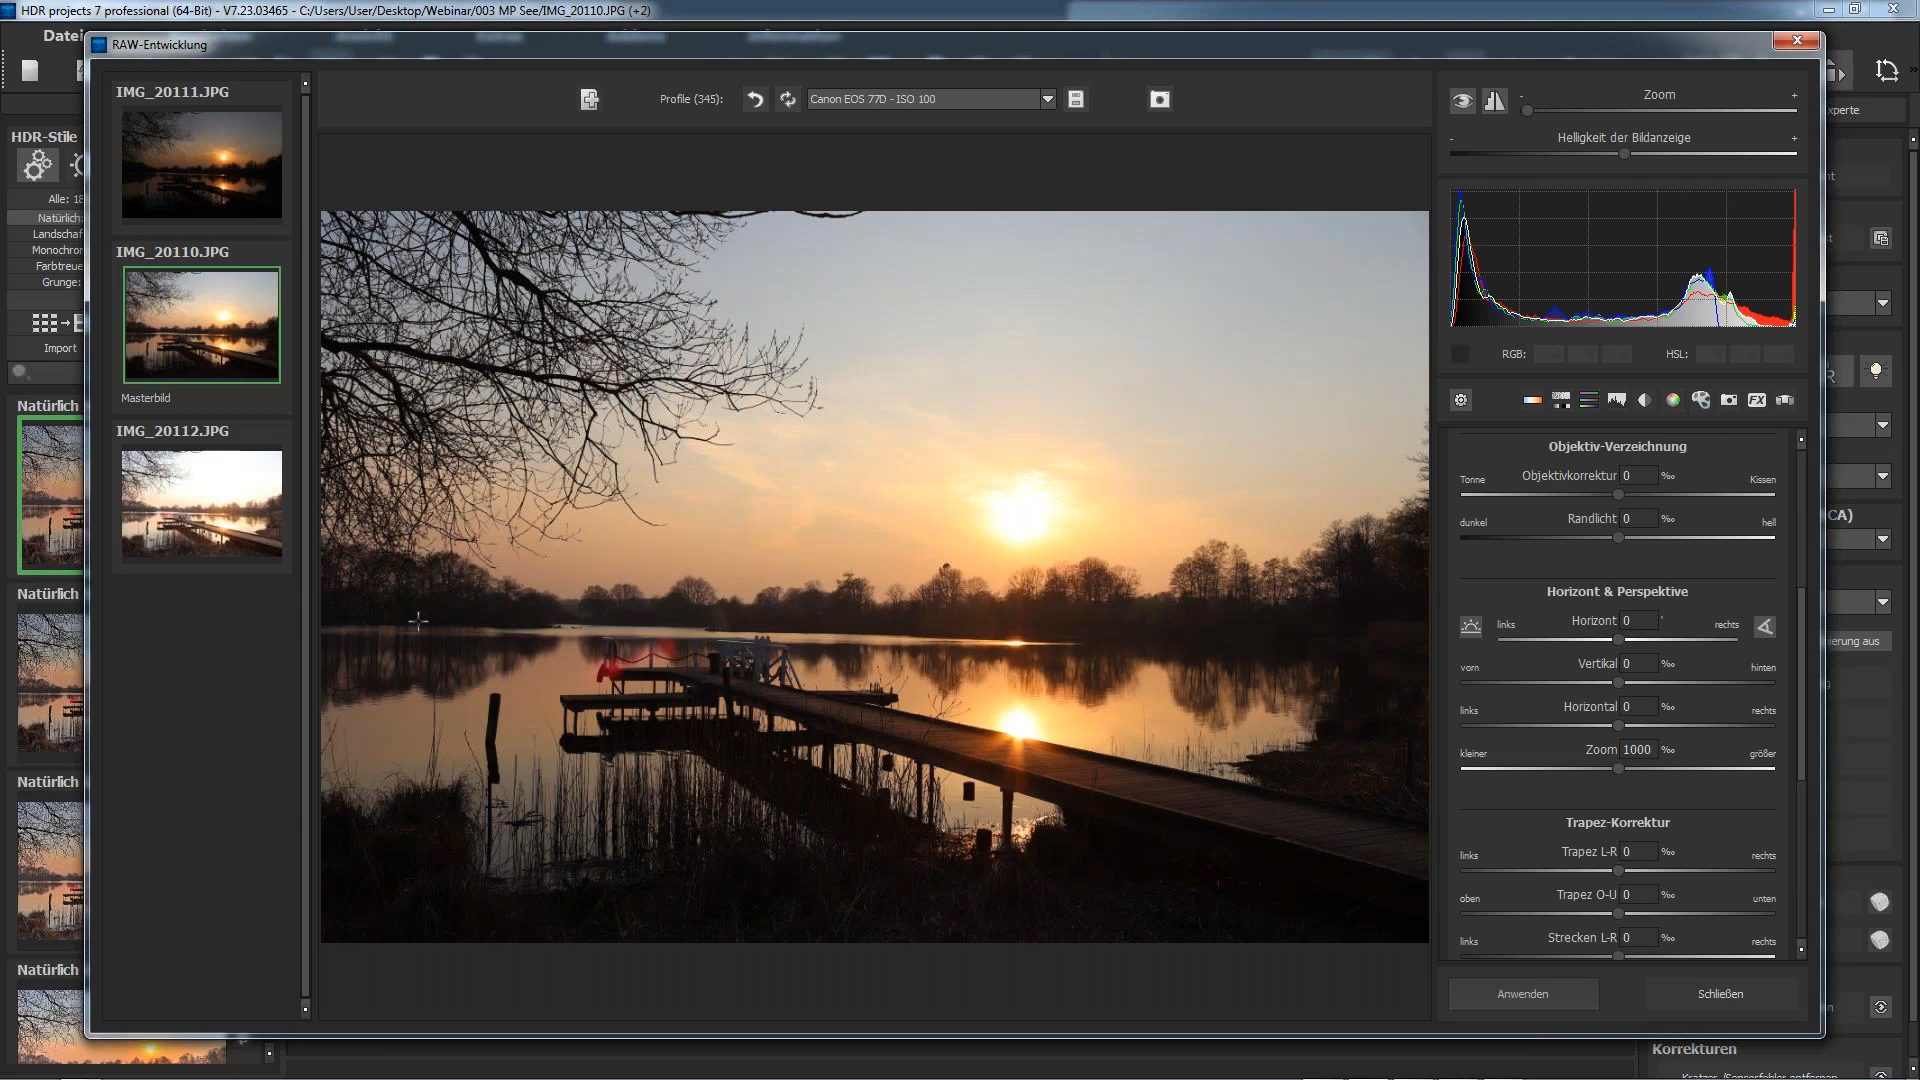 HDR projects 7 professional (64-Bit) - V7.23.03465 - C:/Users/User/Desktop/Webinar/003 MP See/IMG_20110.JPG (+2)
Datei
RAW-Entwicklung
IMG_20111.JPG
IMG_20110.JPG
Masterbild
IMG_20112.JPG
Profile (345):
Canon EOS 77D - ISO 100
- Zoom +
- Helligkeit der Bildanzeige +
RGB:
HSL:
Objektiv-Verzeichnung
Tonne Objektivkorrektur 0 ‰ Kissen
dunkel Randlicht 0 ‰ hell
Horizont & Perspektive
links Horizont 0 ' rechts
vorn Vertikal 0 ‰ hinten
links Horizontal 0 ‰ rechts
kleiner Zoom 1000 ‰ größer
Trapez-Korrektur
links Trapez L-R 0 ‰ rechts
oben Trapez O-U 0 ‰ unten
links Strecken L-R 0 ‰ rechts
Anwenden
Schließen
HDR-Stile
Alle: 18
Natürlich:
Landschaf
Monochron
Farbtreue
Grunge:
Import
Natürlich
Natürlich
Natürlich
Natürlich
xperte
CA)
ierung aus
Korrekturen